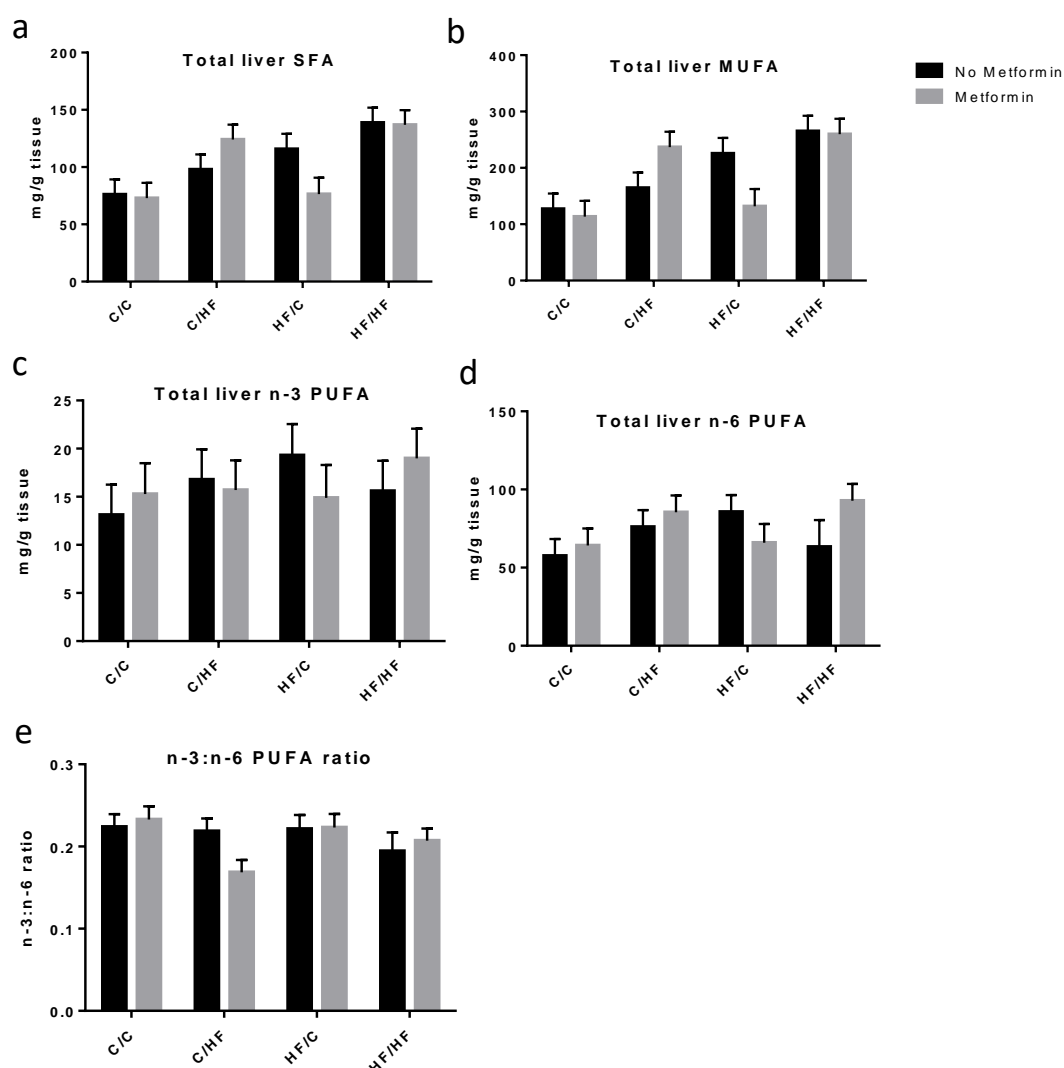 a
Total liver SFA
200
150
100
50
0
mg/g tissue
C/C
C/HF
HF/C
HF/HF
b
Total liver MUFA
400
300
200
100
0
mg/g tissue
C/C
C/HF
HF/C
HF/HF
No Metformin
Metformin
c
Total liver n-3 PUFA
25
20
15
10
5
0
mg/g tissue
C/C
C/HF
HF/C
HF/HF
d
Total liver n-6 PUFA
150
100
50
0
mg/g tissue
C/C
C/HF
HF/C
HF/HF
e
n-3:n-6 PUFA ratio
0.3
0.2
0.1
0.0
n-3:n-6 ratio
C/C
C/HF
HF/C
HF/HF